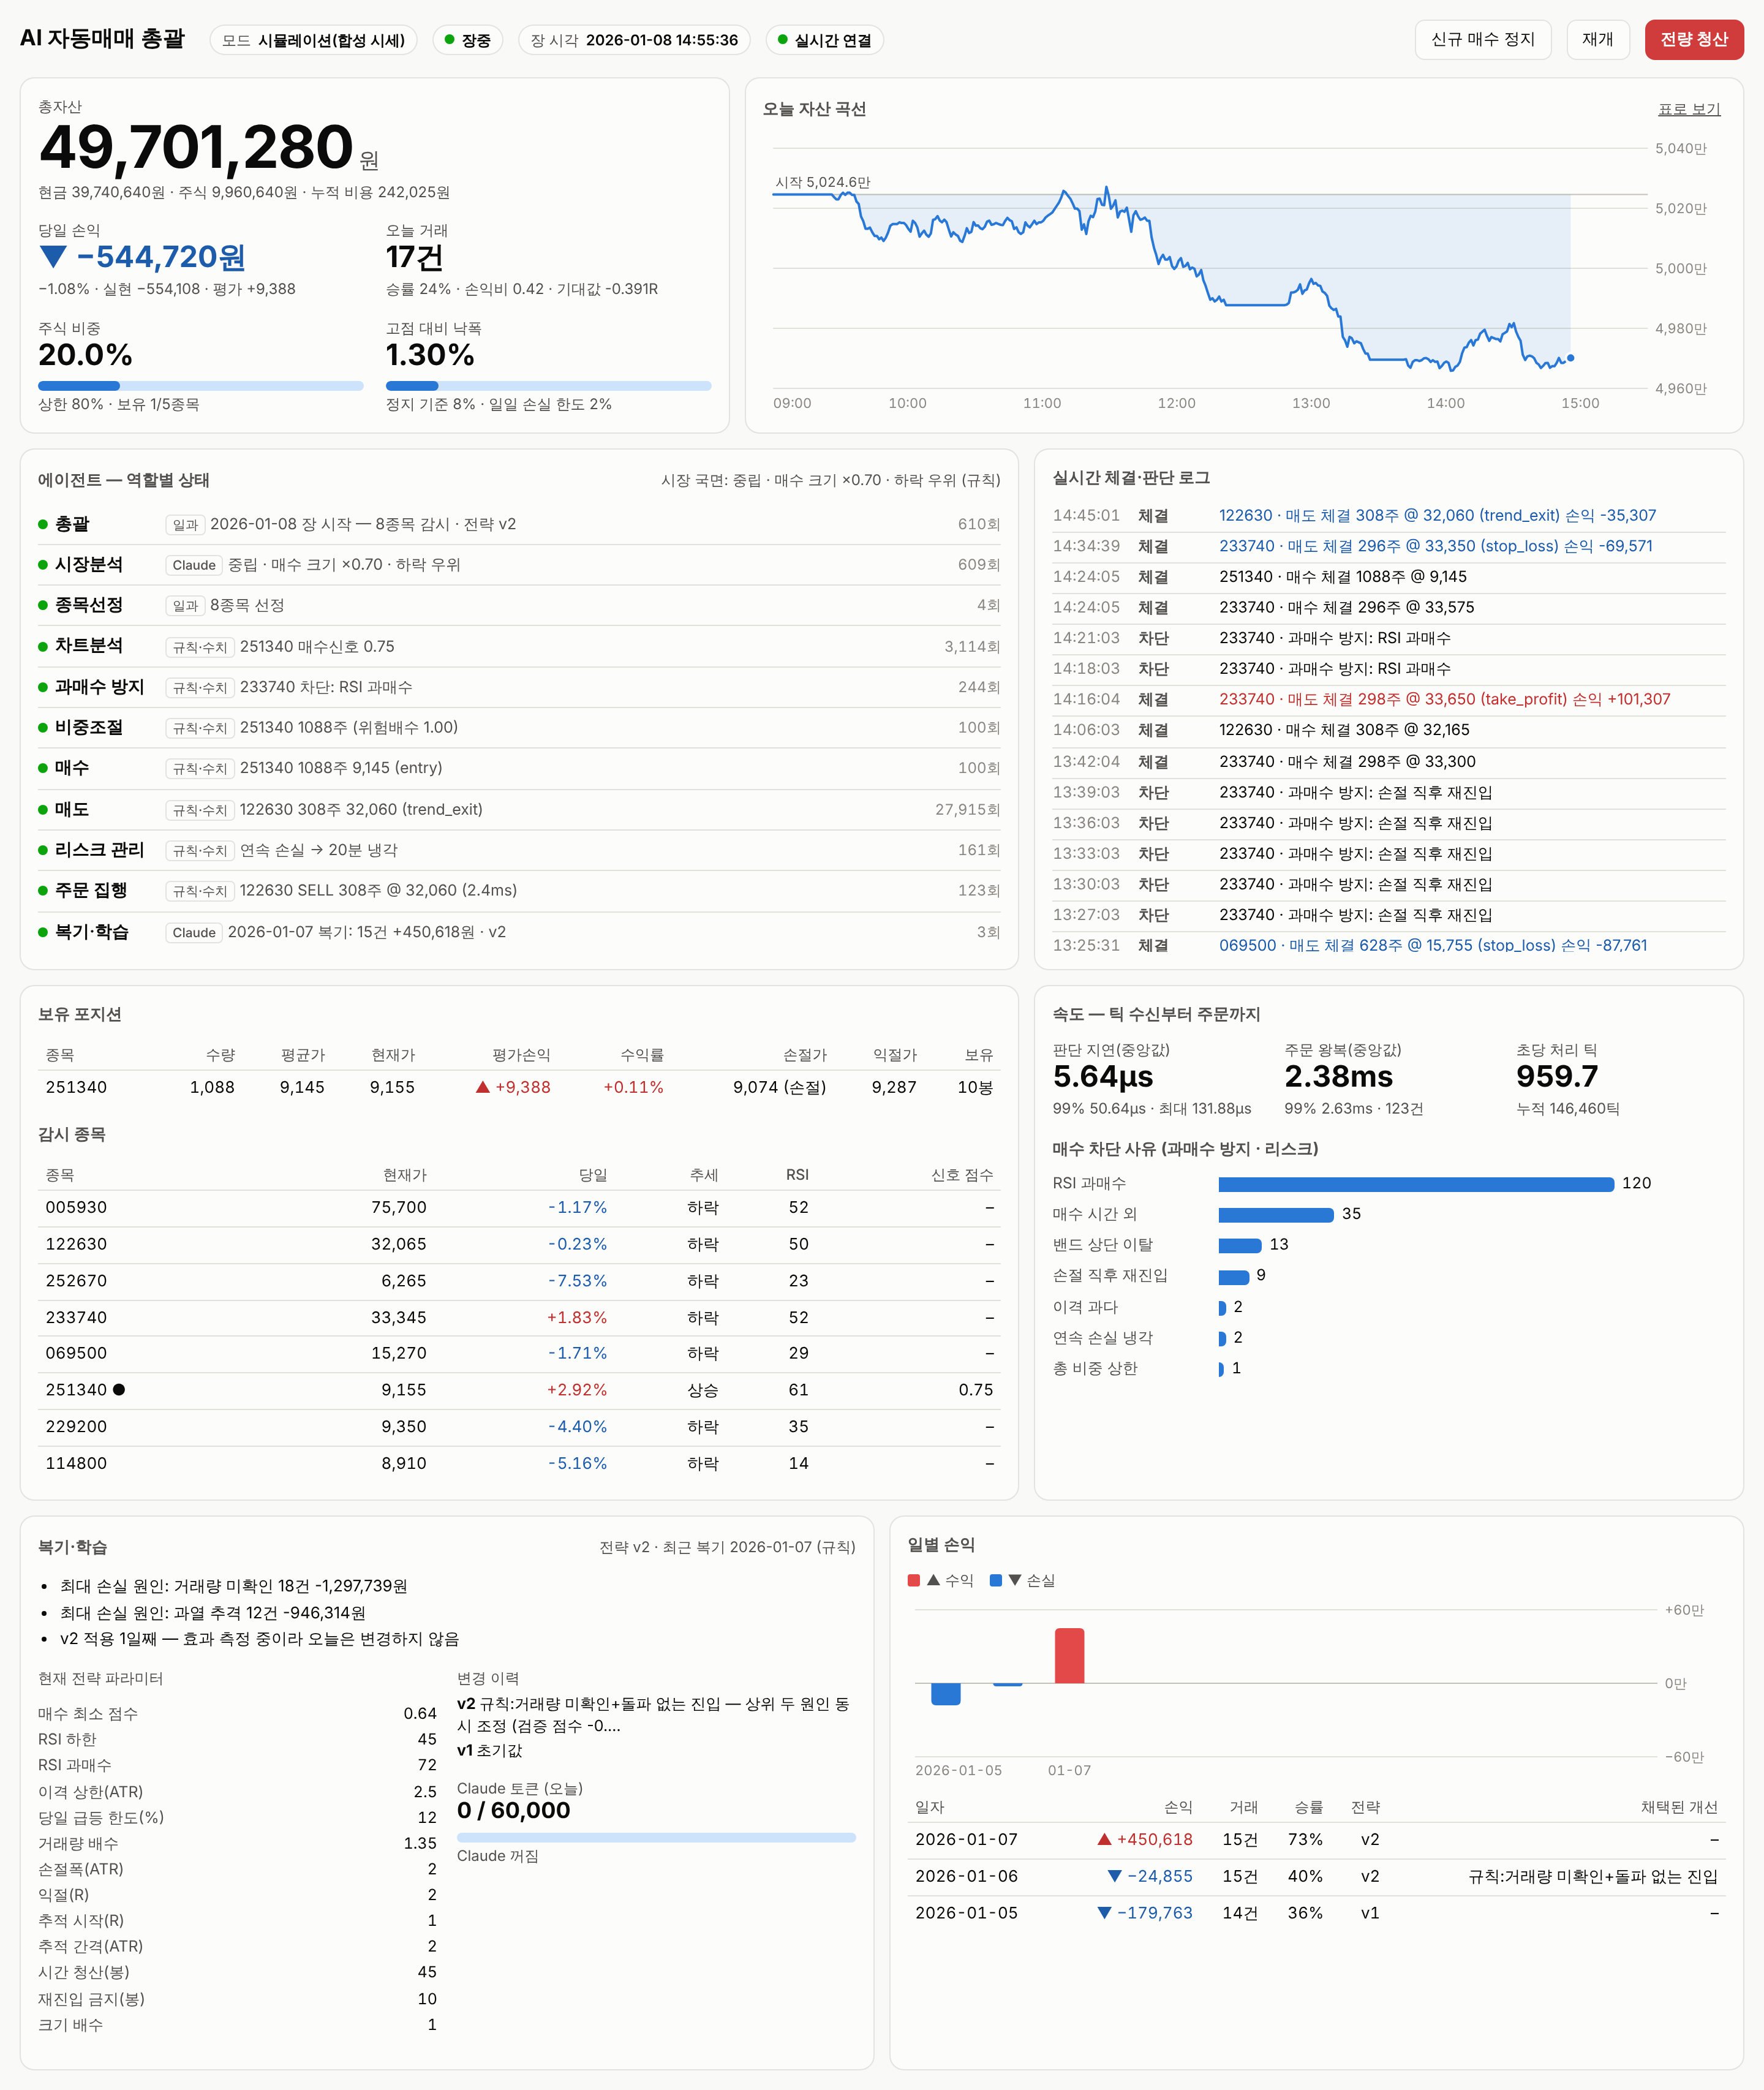 AI 자동매매 총괄
모드 시뮬레이션(합성 시세)
장중
장 시각 2026-01-08 14:55:36
실시간 연결
신규 매수 정지
재개
전량 청산
총자산
49,701,280 원
현금 39,740,640원 · 주식 9,960,640원 · 누적 비용 242,025원
당일 손익
▼ −544,720원
−1.08% · 실현 −554,108 · 평가 +9,388
오늘 거래
17건
승률 24% · 손익비 0.42 · 기대값 -0.391R
주식 비중
20.0%
상한 80% · 보유 1/5종목
고점 대비 낙폭
1.30%
정지 기준 8% · 일일 손실 한도 2%
오늘 자산 곡선
표로 보기
시작 5,024.6만
5,040만
5,020만
5,000만
4,980만
4,960만
09:00 10:00 11:00 12:00 13:00 14:00 15:00
에이전트 — 역할별 상태
시장 국면: 중립 · 매수 크기 ×0.70 · 하락 우위 (규칙)
총괄 일과 2026-01-08 장 시작 — 8종목 감시 · 전략 v2 610회
시장분석 Claude 중립 · 매수 크기 ×0.70 · 하락 우위 609회
종목선정 일과 8종목 선정 4회
차트분석 규칙·수치 251340 매수신호 0.75 3,114회
과매수 방지 규칙·수치 233740 차단: RSI 과매수 244회
비중조절 규칙·수치 251340 1088주 (위험배수 1.00) 100회
매수 규칙·수치 251340 1088주 9,145 (entry) 100회
매도 규칙·수치 122630 308주 32,060 (trend_exit) 27,915회
리스크 관리 규칙·수치 연속 손실 → 20분 냉각 161회
주문 집행 규칙·수치 122630 SELL 308주 @ 32,060 (2.4ms) 123회
복기·학습 Claude 2026-01-07 복기: 15건 +450,618원 · v2 3회
실시간 체결·판단 로그
14:45:01 체결 122630 · 매도 체결 308주 @ 32,060 (trend_exit) 손익 -35,307
14:34:39 체결 233740 · 매도 체결 296주 @ 33,350 (stop_loss) 손익 -69,571
14:24:05 체결 251340 · 매수 체결 1088주 @ 9,145
14:24:05 체결 233740 · 매수 체결 296주 @ 33,575
14:21:03 차단 233740 · 과매수 방지: RSI 과매수
14:18:03 차단 233740 · 과매수 방지: RSI 과매수
14:16:04 체결 233740 · 매도 체결 298주 @ 33,650 (take_profit) 손익 +101,307
14:06:03 체결 122630 · 매수 체결 308주 @ 32,165
13:42:04 체결 233740 · 매수 체결 298주 @ 33,300
13:39:03 차단 233740 · 과매수 방지: 손절 직후 재진입
13:36:03 차단 233740 · 과매수 방지: 손절 직후 재진입
13:33:03 차단 233740 · 과매수 방지: 손절 직후 재진입
13:30:03 차단 233740 · 과매수 방지: 손절 직후 재진입
13:27:03 차단 233740 · 과매수 방지: 손절 직후 재진입
13:25:31 체결 069500 · 매도 체결 628주 @ 15,755 (stop_loss) 손익 -87,761
보유 포지션
종목 수량 평균가 현재가 평가손익 수익률 손절가 익절가 보유
251340 1,088 9,145 9,155 ▲ +9,388 +0.11% 9,074 (손절) 9,287 10봉
감시 종목
종목 현재가 당일 추세 RSI 신호 점수
005930 75,700 -1.17% 하락 52 –
122630 32,065 -0.23% 하락 50 –
252670 6,265 -7.53% 하락 23 –
233740 33,345 +1.83% 하락 52 –
069500 15,270 -1.71% 하락 29 –
251340 ● 9,155 +2.92% 상승 61 0.75
229200 9,350 -4.40% 하락 35 –
114800 8,910 -5.16% 하락 14 –
속도 — 틱 수신부터 주문까지
판단 지연(중앙값)
5.64μs
99% 50.64μs · 최대 131.88μs
주문 왕복(중앙값)
2.38ms
99% 2.63ms · 123건
초당 처리 틱
959.7
누적 146,460틱
매수 차단 사유 (과매수 방지 · 리스크)
RSI 과매수 120
매수 시간 외 35
밴드 상단 이탈 13
손절 직후 재진입 9
이격 과다 2
연속 손실 냉각 2
총 비중 상한 1
복기·학습
전략 v2 · 최근 복기 2026-01-07 (규칙)
• 최대 손실 원인: 거래량 미확인 18건 -1,297,739원
• 최대 손실 원인: 과열 추격 12건 -946,314원
• v2 적용 1일째 — 효과 측정 중이라 오늘은 변경하지 않음
현재 전략 파라미터
매수 최소 점수 0.64
RSI 하한 45
RSI 과매수 72
이격 상한(ATR) 2.5
당일 급등 한도(%) 12
거래량 배수 1.35
손절폭(ATR) 2
익절(R) 2
추적 시작(R) 1
추적 간격(ATR) 2
시간 청산(봉) 45
재진입 금지(봉) 10
크기 배수 1
변경 이력
v2 규칙:거래량 미확인+돌파 없는 진입 — 상위 두 원인 동
시 조정 (검증 점수 -0....
v1 초기값
Claude 토큰 (오늘)
0 / 60,000
Claude 꺼짐
일별 손익
▲ 수익 ▼ 손실
+60만
0만
−60만
2026-01-05 01-07
일자 손익 거래 승률 전략 채택된 개선
2026-01-07 ▲ +450,618 15건 73% v2 –
2026-01-06 ▼ −24,855 15건 40% v2 규칙:거래량 미확인+돌파 없는 진입
2026-01-05 ▼ −179,763 14건 36% v1 –